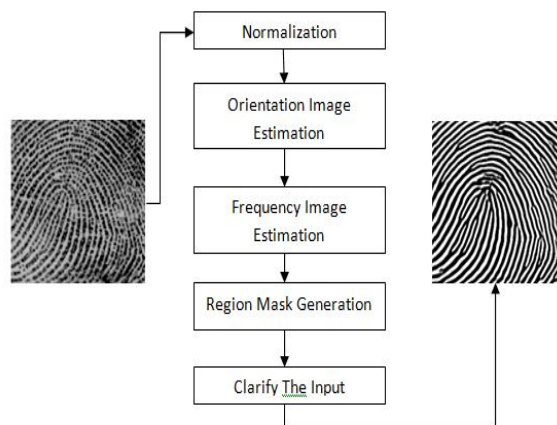 Normalization
Orientation Image
Estimation
Frequency Image
Estimation
Region Mask Generation
Clarify The Input